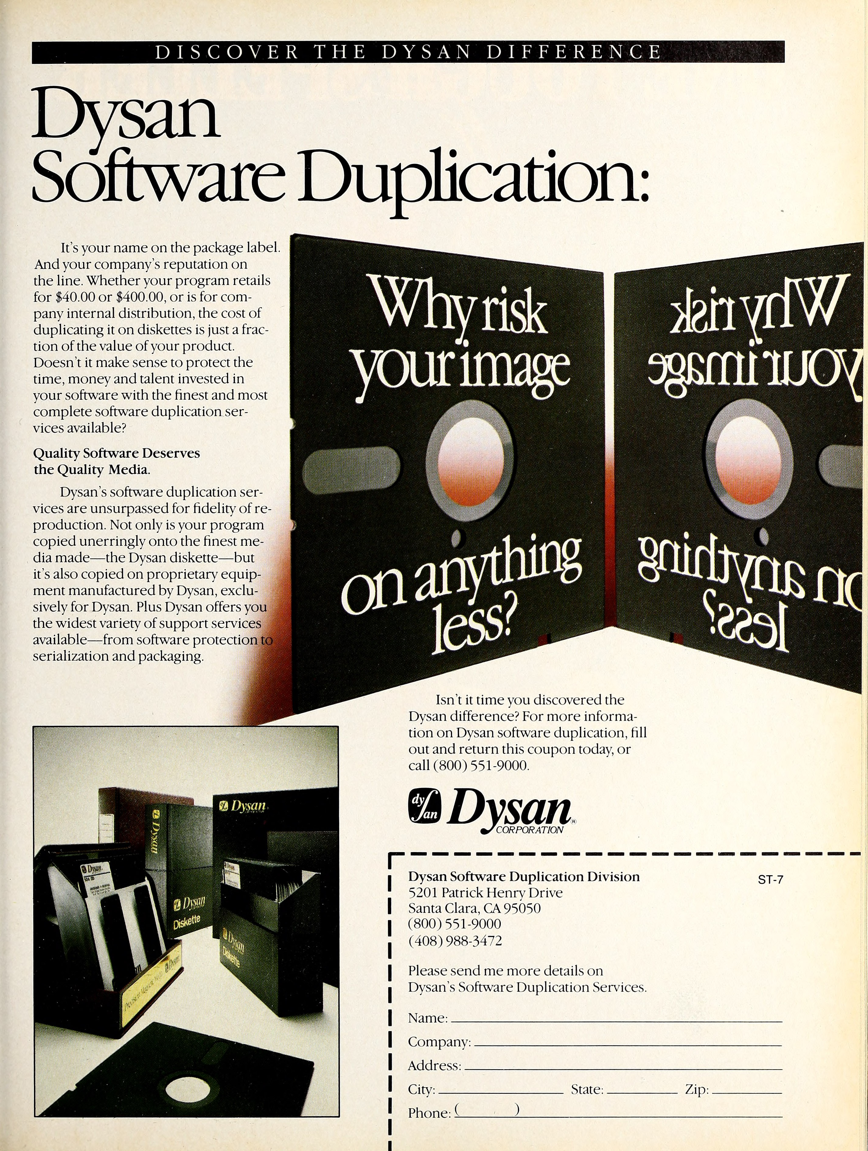 DISCOVER THE DYSAN DIFFERENCE
Dysan
Software Duplication:
It's your name on the package label.
And your company's reputation on
the line. Whether your program retails
for $40.00 or $400.00, or is for com-
pany internal distribution, the cost of
duplicating it on diskettes is just a frac-
tion of the value of your product.
Doesn't it make sense to protect the
time, money and talent invested in
your software with the finest and most
complete software duplication ser-
vices available?
Quality Software Deserves
the Quality Media.
Dysan's software duplication ser-
vices are unsurpassed for fidelity of re-
production. Not only is your program
copied unerringly onto the finest me-
dia made—the Dysan diskette—but
it's also copied on proprietary equip-
ment manufactured by Dysan, exclu-
sively for Dysan. Plus Dysan offers you
the widest variety of support services
available—from software protection to
serialization and packaging.
Why risk
your image
on anything
less?
Why risk
your image
on anything
less?
Isn't it time you discovered the
Dysan difference? For more informa-
tion on Dysan software duplication, fill
out and return this coupon today, or
call (800) 551-9000.
dy
san
Dysan®
CORPORATION
Dysan
Dysan
Dysan
Diskette
Dysan
Dysan
Diskette
Dysan Software Duplication Division
ST-7
5201 Patrick Henry Drive
Santa Clara, CA 95050
(800) 551-9000
(408) 988-3472
Please send me more details on
Dysan's Software Duplication Services.
Name:
Company:
Address:
City: State: Zip:
Phone: ( )